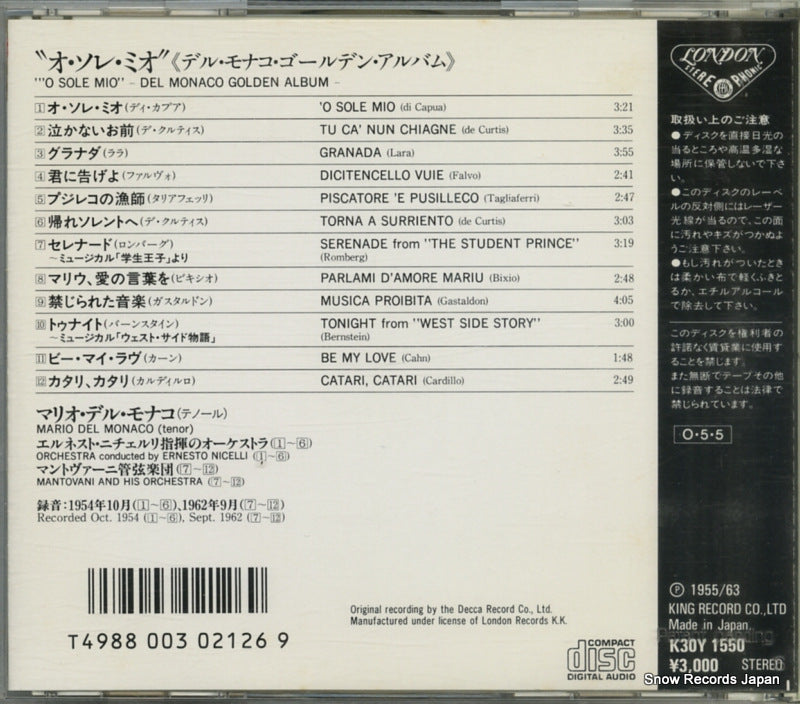 "オ・ソレ・ミオ"《デル・モナコ・ゴールデン・アルバム》
"'O SOLE MIO" - DEL MONACO GOLDEN ALBUM -
1 オ・ソレ・ミオ(ディ・カプア) 'O SOLE MIO (di Capua) 3:21
2 泣かないお前(デ・クルティス) TU CA' NUN CHIAGNE (de Curtis) 3:35
3 グラナダ(ララ) GRANADA (Lara) 3:55
4 君に告げよ(ファルヴォ) DICITENCELLO VUIE (Falvo) 2:41
5 プジレコの漁師(タリアフェッリ) PISCATORE 'E PUSILLECO (Tagliaferri) 2:47
6 帰れソレントへ(デ・クルティス) TORNA A SURRIENTO (de Curtis) 3:03
7 セレナード(ロンバーグ) SERENADE from "THE STUDENT PRINCE" 3:19
〜ミュージカル「学生王子」より (Romberg)
8 マリウ、愛の言葉を(ビキシオ) PARLAMI D'AMORE MARIU (Bixio) 2:48
9 禁じられた音楽(ガスタルドン) MUSICA PROIBITA (Gastaldon) 4:05
10 トゥナイト(バーンスタイン) TONIGHT from "WEST SIDE STORY" 3:00
〜ミュージカル「ウェスト・サイド物語」 (Bernstein)
11 ビー・マイ・ラヴ(カーン) BE MY LOVE (Cahn) 1:48
12 カタリ、カタリ(カルディルロ) CATARI, CATARI (Cardillo) 2:49
マリオ・デル・モナコ(テノール)
MARIO DEL MONACO (tenor)
エルネスト・ニチェルリ指揮のオーケストラ(1〜6)
ORCHESTRA conducted by ERNESTO NICELLI (1〜6)
マントヴァーニ管弦楽団(7〜12)
MANTOVANI AND HIS ORCHESTRA (7〜12)
録音:1954年10月(1〜6)、1962年9月(7〜12)
Recorded Oct. 1954 (1〜6), Sept. 1962 (7〜12)
T4988 003 02126 9
Original recording by the Decca Record Co., Ltd.
Manufactured under license of London Records K.K.
COMPACT
disc
DIGITAL AUDIO
LONDON
STEREOPHONIC
取扱い上のご注意
●ディスクを直接日光の
当るところや高温多湿な
場所に保管しないで下さ
い。
●このディスクのレーベ
ルの反対側にはレーザー
光線が当るので、この面
に汚れやキズがつかぬよ
うご注意下さい。
●もし汚れがついたとき
は柔かい布で軽くふきと
るか、エチルアルコール
で除去して下さい。
このディスクを権利者の
許諾なく賃貸業に使用す
ることを禁じます。
また無断でテープその他
に録音することは法律で
禁じられています。
O・5・5
Ⓟ 1955/63
KING RECORD CO.,LTD
Made in Japan.
K30Y 1550
¥3,000 STEREO
Snow Records Japan